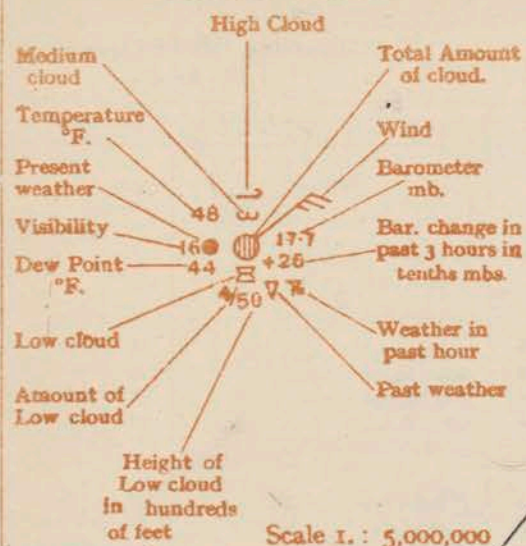 High Cloud
Medium
cloud
Total Amount
of cloud.
Temperature
°F.
Wind
Present
weather
Barometer
mb.
48
17·7
Visibility
16
Bar. change in
past 3 hours in
tenths mbs.
Dew Point
°F.
44
+26
/50
Low cloud
Weather in
past hour
Amount of
Low cloud
Past weather
Height of
Low cloud
in hundreds
of feet
Scale 1. : 5,000,000